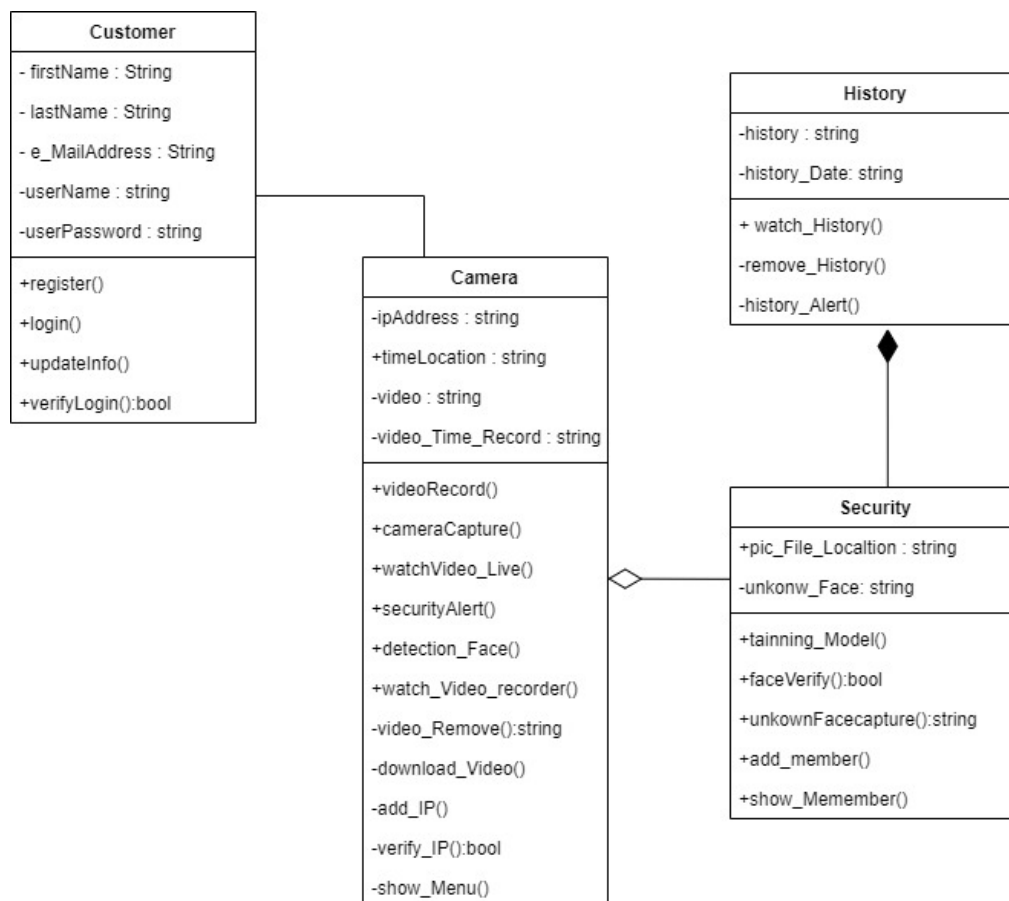 Customer
- firstName : String
- lastName : String
- e_MailAddress : String
-userName : string
-userPassword : string
+register()
+login()
+updateInfo()
+verifyLogin():bool
Camera
-ipAddress : string
+timeLocation : string
-video : string
-video_Time_Record : string
+videoRecord()
+cameraCapture()
+watchVideo_Live()
+securityAlert()
+detection_Face()
+watch_Video_recorder()
-video_Remove():string
-download_Video()
-add_IP()
-verify_IP():bool
-show_Menu()
History
-history : string
-history_Date: string
+ watch_History()
-remove_History()
-history_Alert()
Security
+pic_File_Localtion : string
-unkonw_Face: string
+tainning_Model()
+faceVerify():bool
+unkownFacecapture():string
+add_member()
+show_Memember()